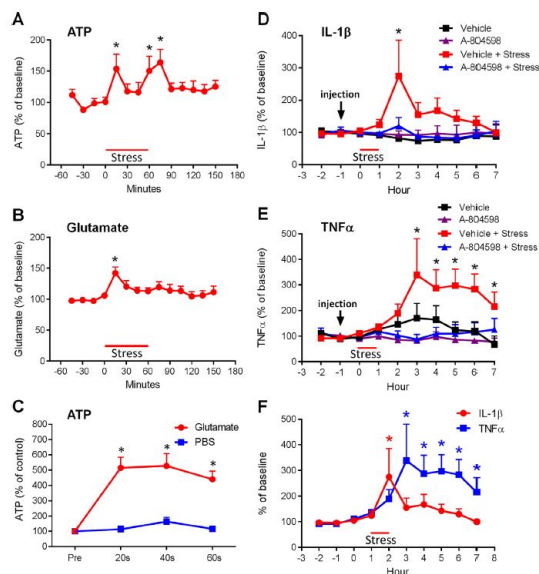 A
ATP
ATP (% of baseline)
200
150
100
50
0
* * *
Stress
-60 -30 0 30 60 90 120 150 180
Minutes
B
Glutamate
Glutamate (% of baseline)
200
150
100
50
0
*
Stress
-60 -30 0 30 60 90 120 150 180
Minutes
C
ATP
Glutamate
PBS
ATP (% of control)
700
600
500
400
300
200
100
0
* * *
Pre 20s 40s 60s
D
IL-1β
Vehicle
A-804598
Vehicle + Stress
A-804598 + Stress
IL-1β (% of baseline)
400
300
200
100
0
*
injection
Stress
-3 -2 -1 0 1 2 3 4 5 6 7
Hour
E
TNFα
Vehicle
A-804598
Vehicle + Stress
A-804598 + Stress
TNFα (% of baseline)
500
400
300
200
100
0
* * * * *
injection
Stress
-3 -2 -1 0 1 2 3 4 5 6 7
Hour
F
IL-1β
TNFα
% of baseline
500
400
300
200
100
0
* * * * * *
Stress
-3 -2 -1 0 1 2 3 4 5 6 7 8
Hour